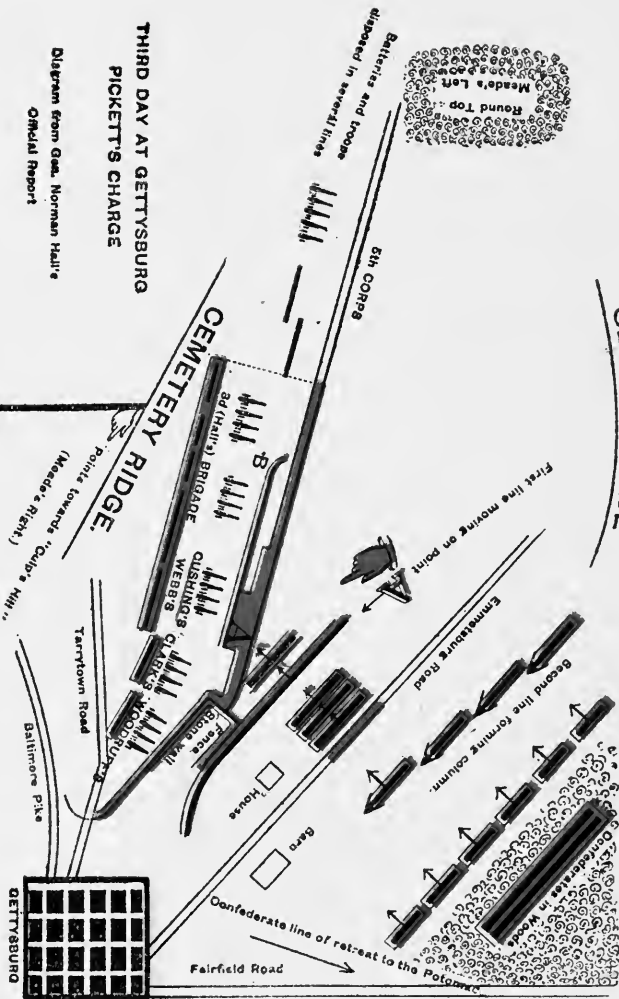 THIRD DAY AT GETTYSBURG
PICKETT'S CHARGE
Diagram from Gen. Norman Hall's
Official Report
Round Top
Meade's Left
Batteries and troops
disposed in several lines
5th CORPS
CEMETERY RIDGE.
Points towards "Culp's Hill"
(Meade's Right.)
3d (Hall's) BRIGADE
B
CUSHING'S
WEBB'S
CLARK'S
WOODRUFF'S
A
First line moving on point
A
Emmetsburg Road
Second line forming column.
Confederates in Woods
Fence
Stone Wall
House
Barn
Tarrytown Road
Baltimore Pike
Confederate line of retreat to the Potomac
Fairfield Road
GETTYSBURG